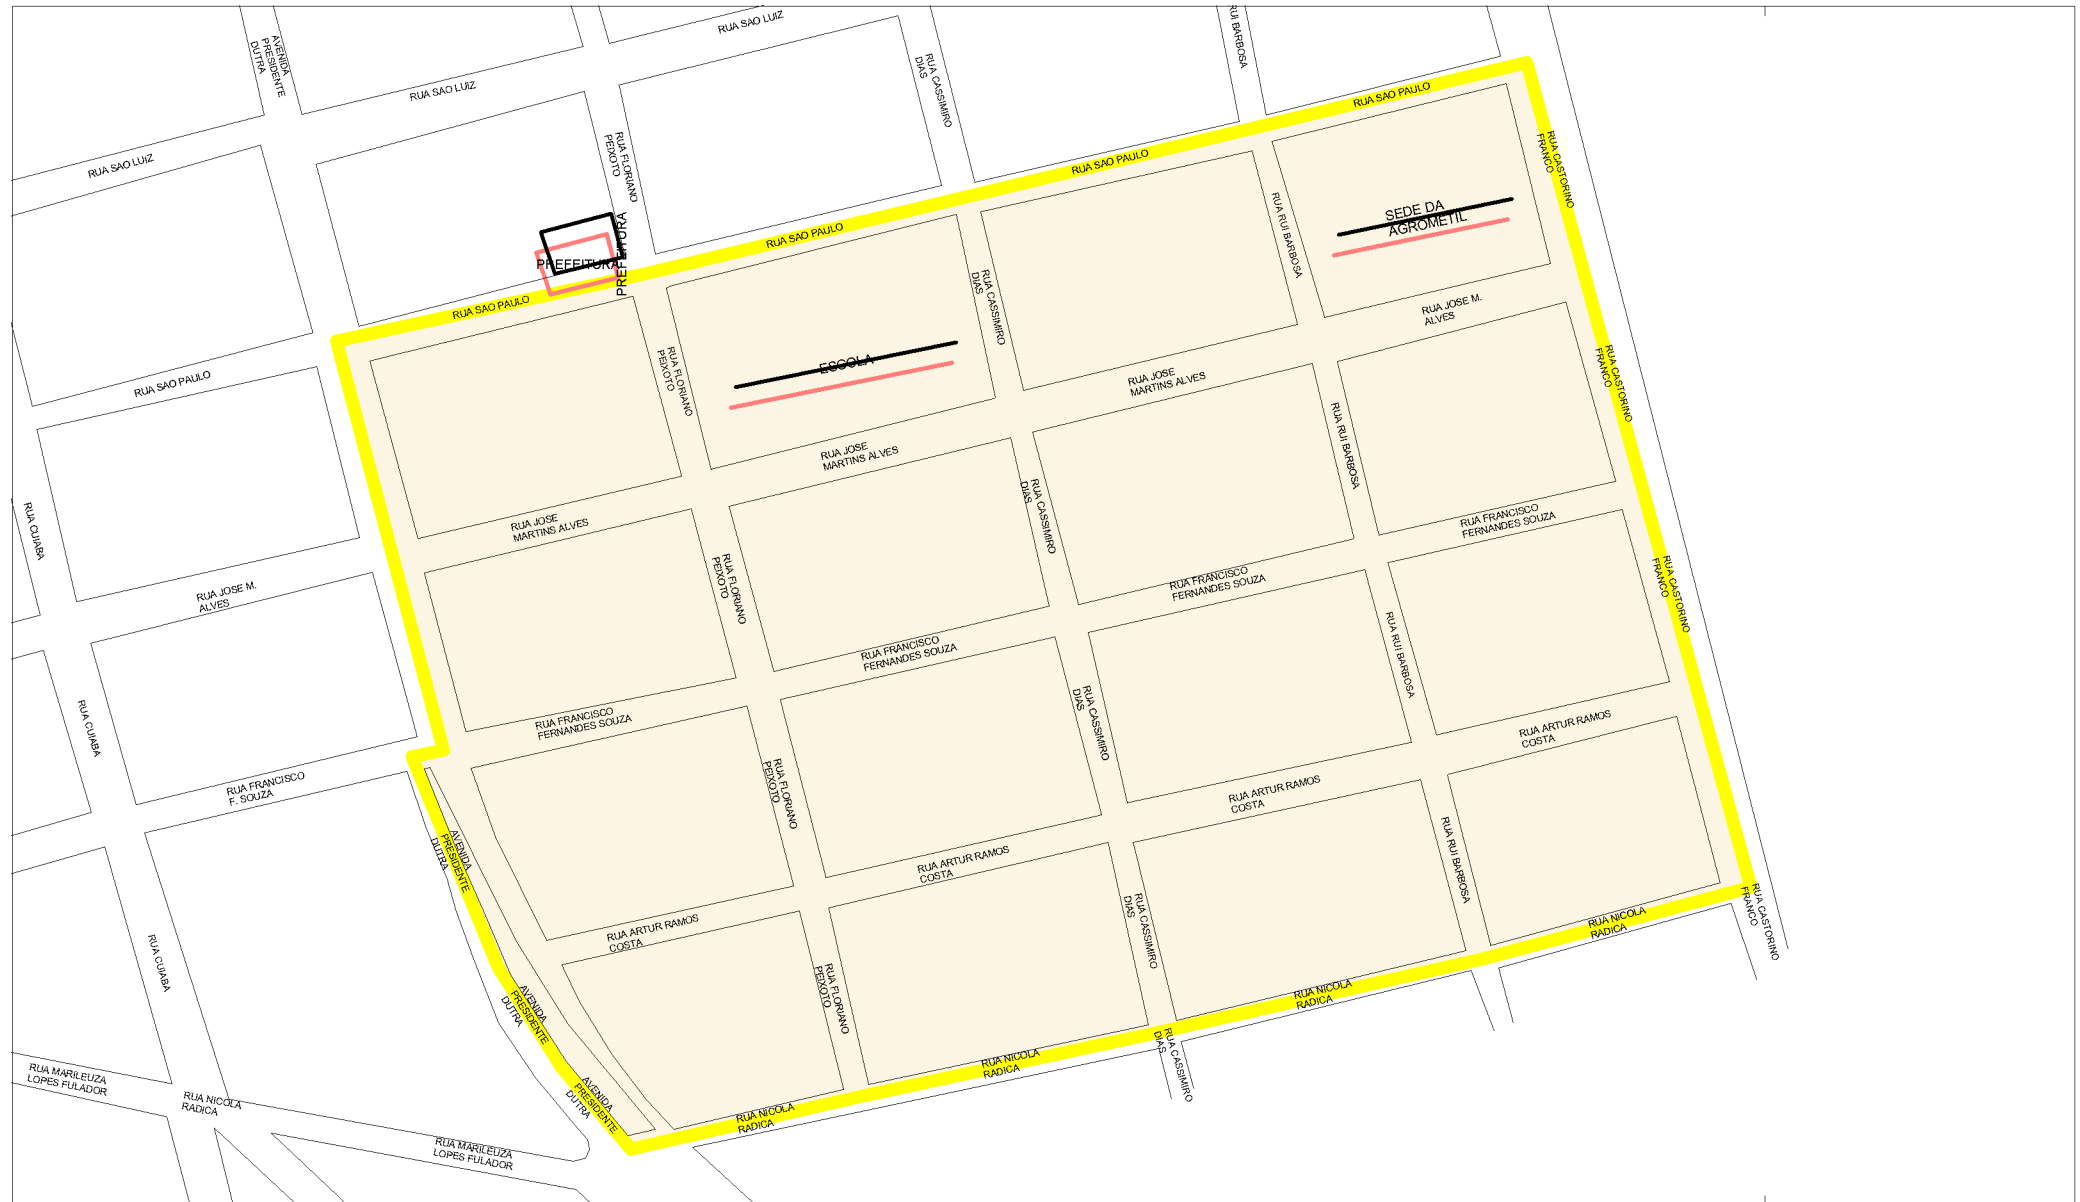 RUA SAO LUIZ
AVENIDA
PRESIDENTE
DUTRA
RUA SAO LUIZ
RUA SAO LUIZ
RUA CASSIMIRO
DIAS
RUI BARBOSA
RUA SAO PAULO
RUA FLORIANO
PEIXOTO
RUA SAO PAULO
RUA CASTORINO
FRANCO
PREFEITURA
PREFEITURA
RUA SAO PAULO
RUA SAO PAULO
SEDE DA
AGROMETIL
RUA RUI BARBOSA
RUA CASSIMIRO
DIAS
RUA JOSE M.
ALVES
ESCOLA
RUA FLORIANO
PEIXOTO
RUA SAO PAULO
RUA JOSE
MARTINS ALVES
RUA CASTORINO
FRANCO
RUA JOSE
MARTINS ALVES
RUA RUI BARBOSA
RUA CUIABA
RUA JOSE
MARTINS ALVES
RUA CASSIMIRO
DIAS
RUA FRANCISCO
FERNANDES SOUZA
RUA JOSE M.
ALVES
RUA FLORIANO
PEIXOTO
RUA FRANCISCO
FERNANDES SOUZA
RUA CASTORINO
FRANCO
RUA FRANCISCO
FERNANDES SOUZA
RUA RUI BARBOSA
RUA CUIABA
RUA FRANCISCO
FERNANDES SOUZA
RUA CASSIMIRO
DIAS
RUA ARTUR RAMOS
COSTA
RUA FRANCISCO
F. SOUZA
RUA FLORIANO
PEIXOTO
RUA ARTUR RAMOS
COSTA
AVENIDA
PRESIDENTE
DUTRA
RUA ARTUR RAMOS
COSTA
RUA RUI BARBOSA
RUA CUIABA
RUA ARTUR RAMOS
COSTA
RUA CASSIMIRO
DIAS
RUA NICOLA
RADICA
RUA CASTORINO
FRANCO
AVENIDA
PRESIDENTE
DUTRA
RUA FLORIANO
PEIXOTO
RUA NICOLA
RADICA
RUA MARILEUZA
LOPES FULADOR
RUA NICOLA
RADICA
AVENIDA
PRESIDENTE
DUTRA
RUA NICOLA
RADICA
RUA CASSIMIRO
DIAS
RUA NICOLA
RADICA
RUA MARILEUZA
LOPES FULADOR